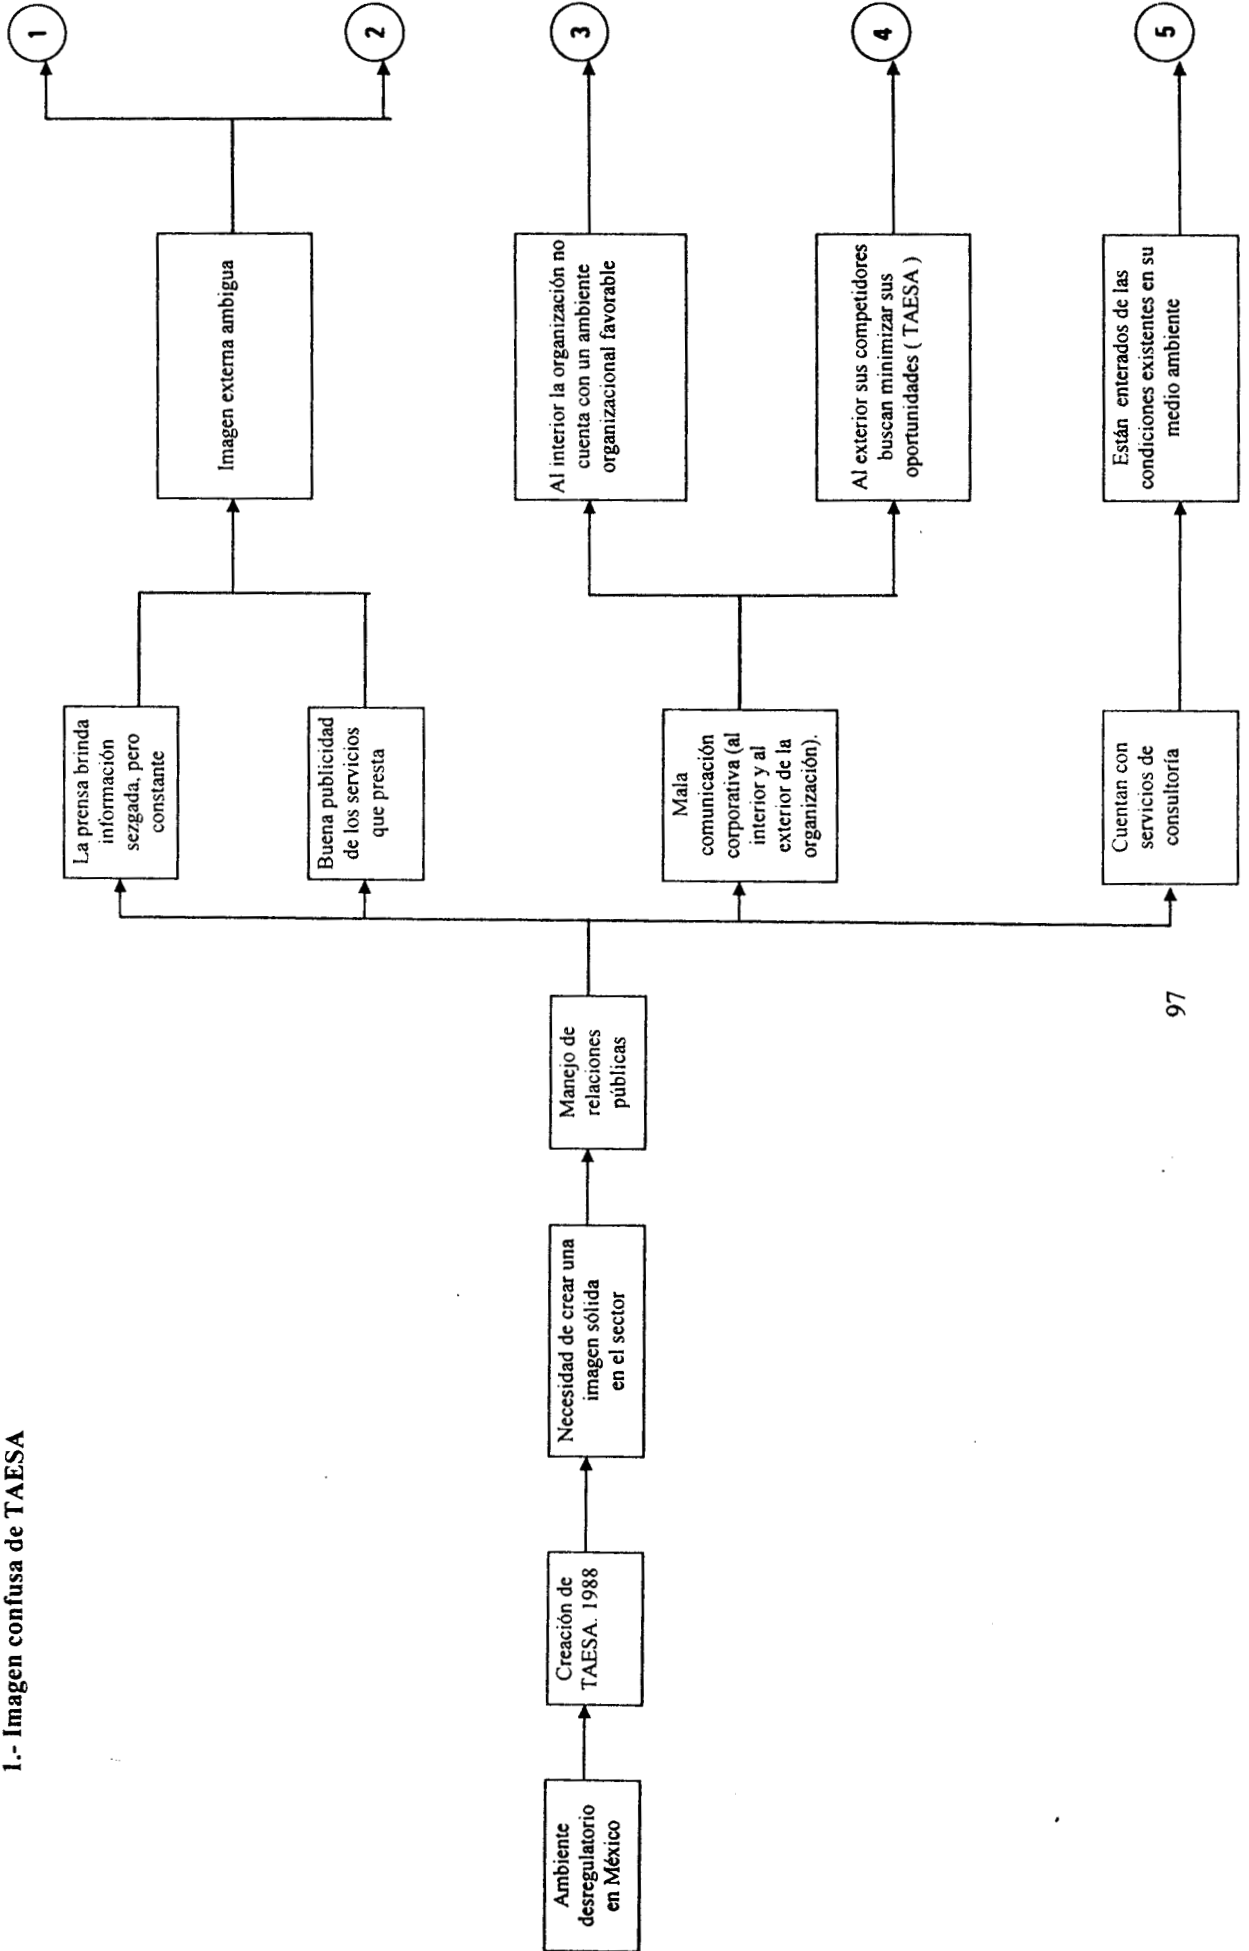 1.- Imagen confusa de TAESA
Ambiente
desregulatorio
en México
Creación de
TAESA. 1988
Necesidad de crear una
imagen sólida
en el sector
Manejo de
relaciones
públicas
La prensa brinda
información
sezgada, pero
constante
Buena publicidad
de los servicios
que presta
Mala
comunicación
corporativa (al
interior y al
exterior de la
organización).
Cuentan con
servicios de
consultoría
Imagen externa ambigua
Al interior la organización no
cuenta con un ambiente
organizacional favorable
Al exterior sus competidores
buscan minimizar sus
oportunidades ( TAESA )
Están enterados de las
condiciones existentes en su
medio ambiente
1
2
3
4
5
97